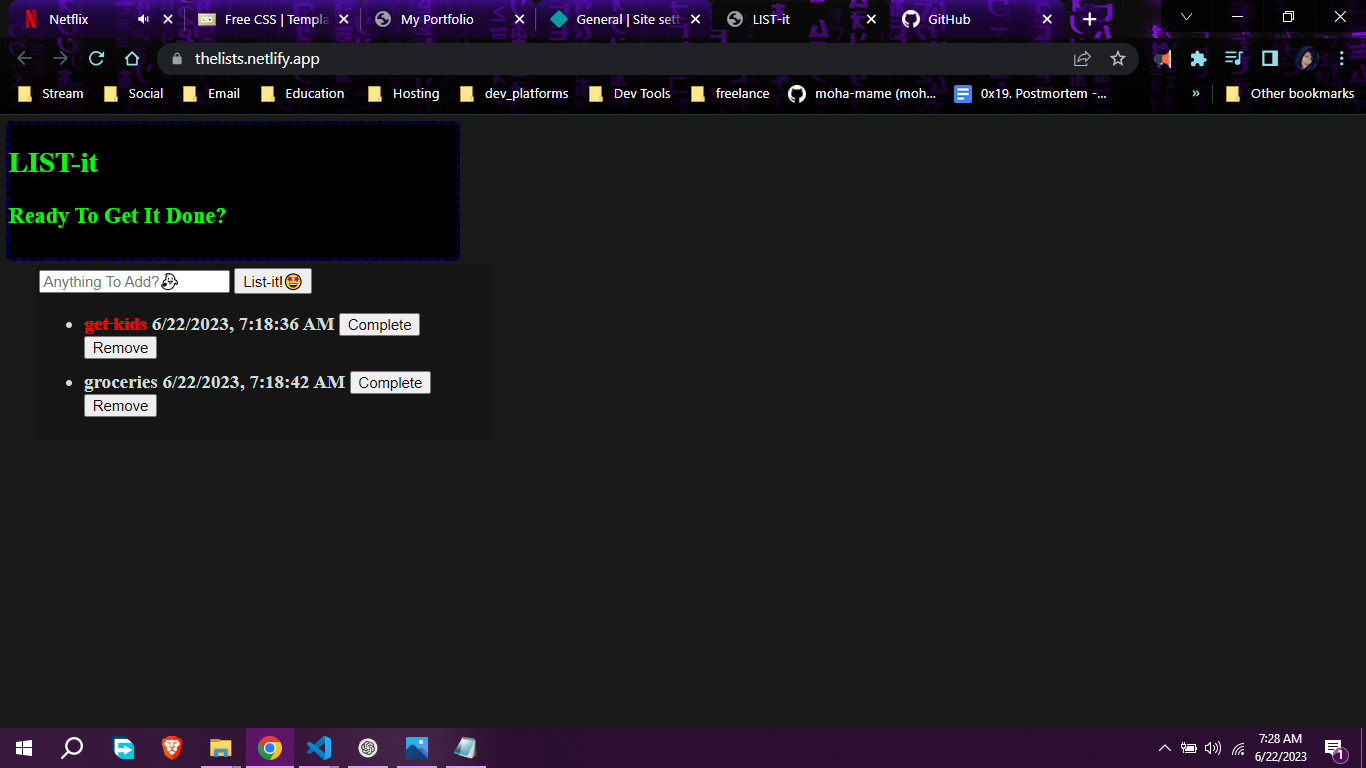 Netflix
Free CSS | Templa
My Portfolio
General | Site sett
LIST-it
GitHub
thelists.netlify.app
Stream
Social
Email
Education
Hosting
dev_platforms
Dev Tools
freelance
moha-mame (moh...
0x19. Postmortem -...
»
Other bookmarks
LIST-it
Ready To Get It Done?
Anything To Add?👻 List-it!🤩
• get kids 6/22/2023, 7:18:36 AM Complete
Remove
• groceries 6/22/2023, 7:18:42 AM Complete
Remove
7:28 AM
6/22/2023
1